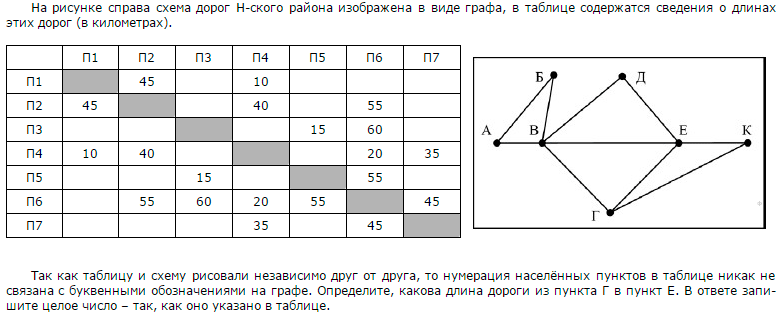 На рисунке справа схема дорог Н-ского района изображена в виде графа, в таблице содержатся сведения о длинах
этих дорог (в километрах).
П1 П2 П3 П4 П5 П6 П7
П1 45 10
П2 45 40 55
П3 15 60
П4 10 40 20 35
П5 15 55
П6 55 60 20 55 45
П7 35 45
Б Д
А В Е К
Г
Так как таблицу и схему рисовали независимо друг от друга, то нумерация населённых пунктов в таблице никак не
связана с буквенными обозначениями на графе. Определите, какова длина дороги из пункта Г в пункт Е. В ответе запи-
шите целое число – так, как оно указано в таблице.